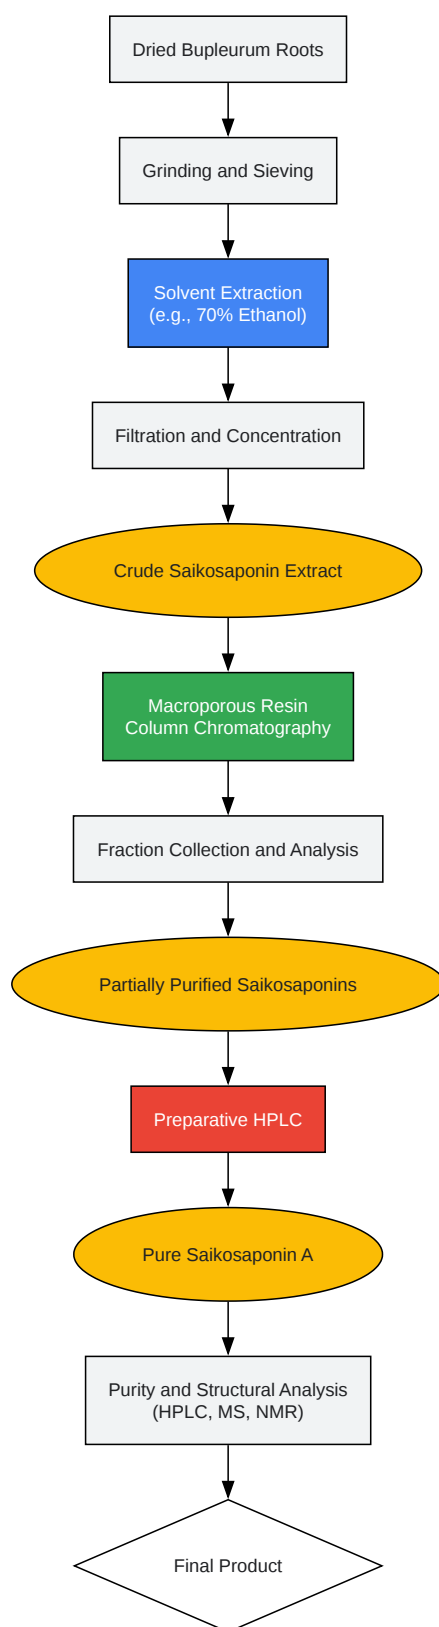 Dried Bupleurum Roots
Grinding and Sieving
Solvent Extraction
(e.g., 70% Ethanol)
Filtration and Concentration
Crude Saikosaponin Extract
Macroporous Resin
Column Chromatography
Fraction Collection and Analysis
Partially Purified Saikosaponins
Preparative HPLC
Pure Saikosaponin A
Purity and Structural Analysis
(HPLC, MS, NMR)
Final Product